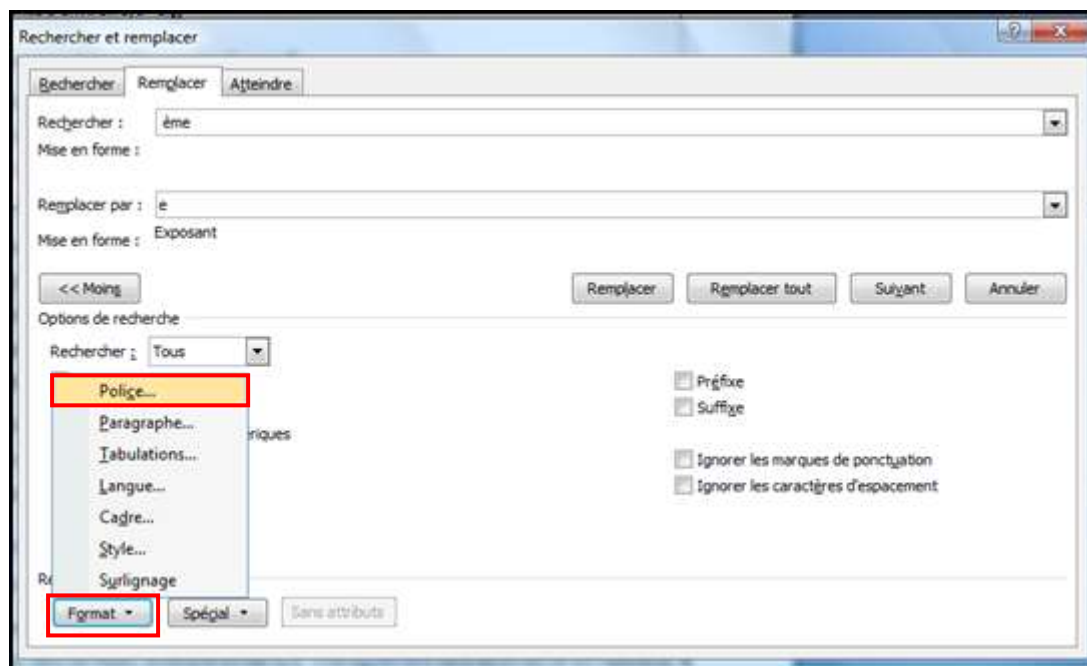 Rechercher et remplacer
Rechercher Remplacer Atteindre
Rechercher : ème
Mise en forme :
Remplacer par : e
Mise en forme : Exposant
<< Moins Remplacer Remplacer tout Suivant Annuler
Options de recherche
Rechercher : Tous
Police... Préfixe
Paragraphe... Suffixe
riques
Tabulations... Ignorer les marques de ponctuation
Langue... Ignorer les caractères d'espacement
Cadre...
Style...
Re Surlignage
Format Spécial Sans attributs